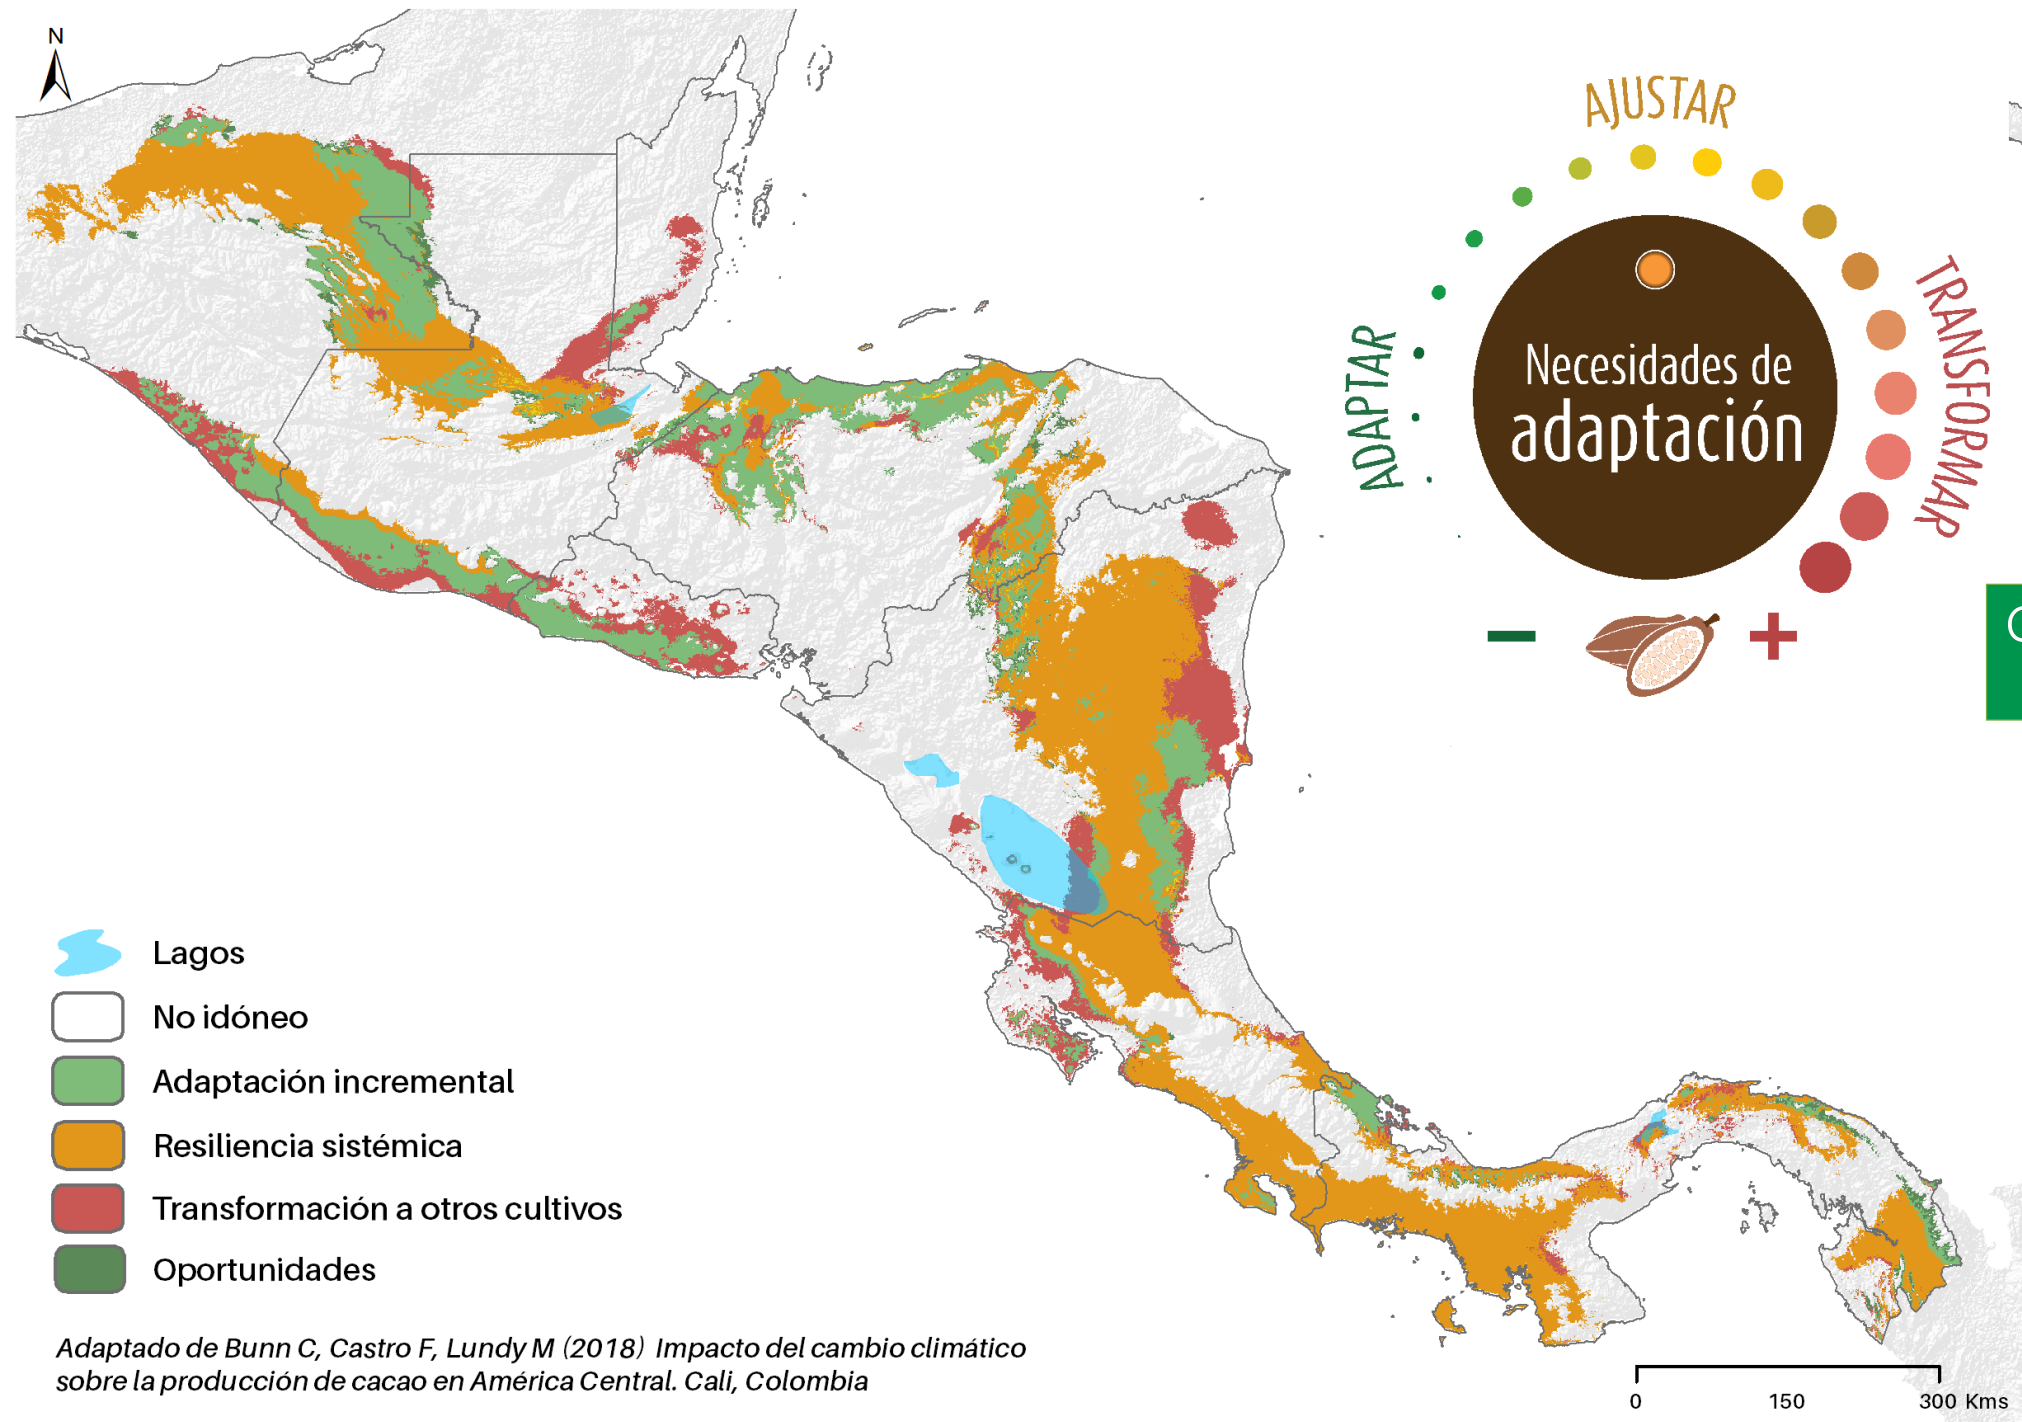 N
AJUSTAR
ADAPTAR
TRANSFORMAR
Necesidades de
adaptación
Lagos
No idóneo
Adaptación incremental
Resiliencia sistémica
Transformación a otros cultivos
Oportunidades
Adaptado de Bunn C, Castro F, Lundy M (2018) Impacto del cambio climático
sobre la producción de cacao en América Central. Cali, Colombia
0 150 300 Kms